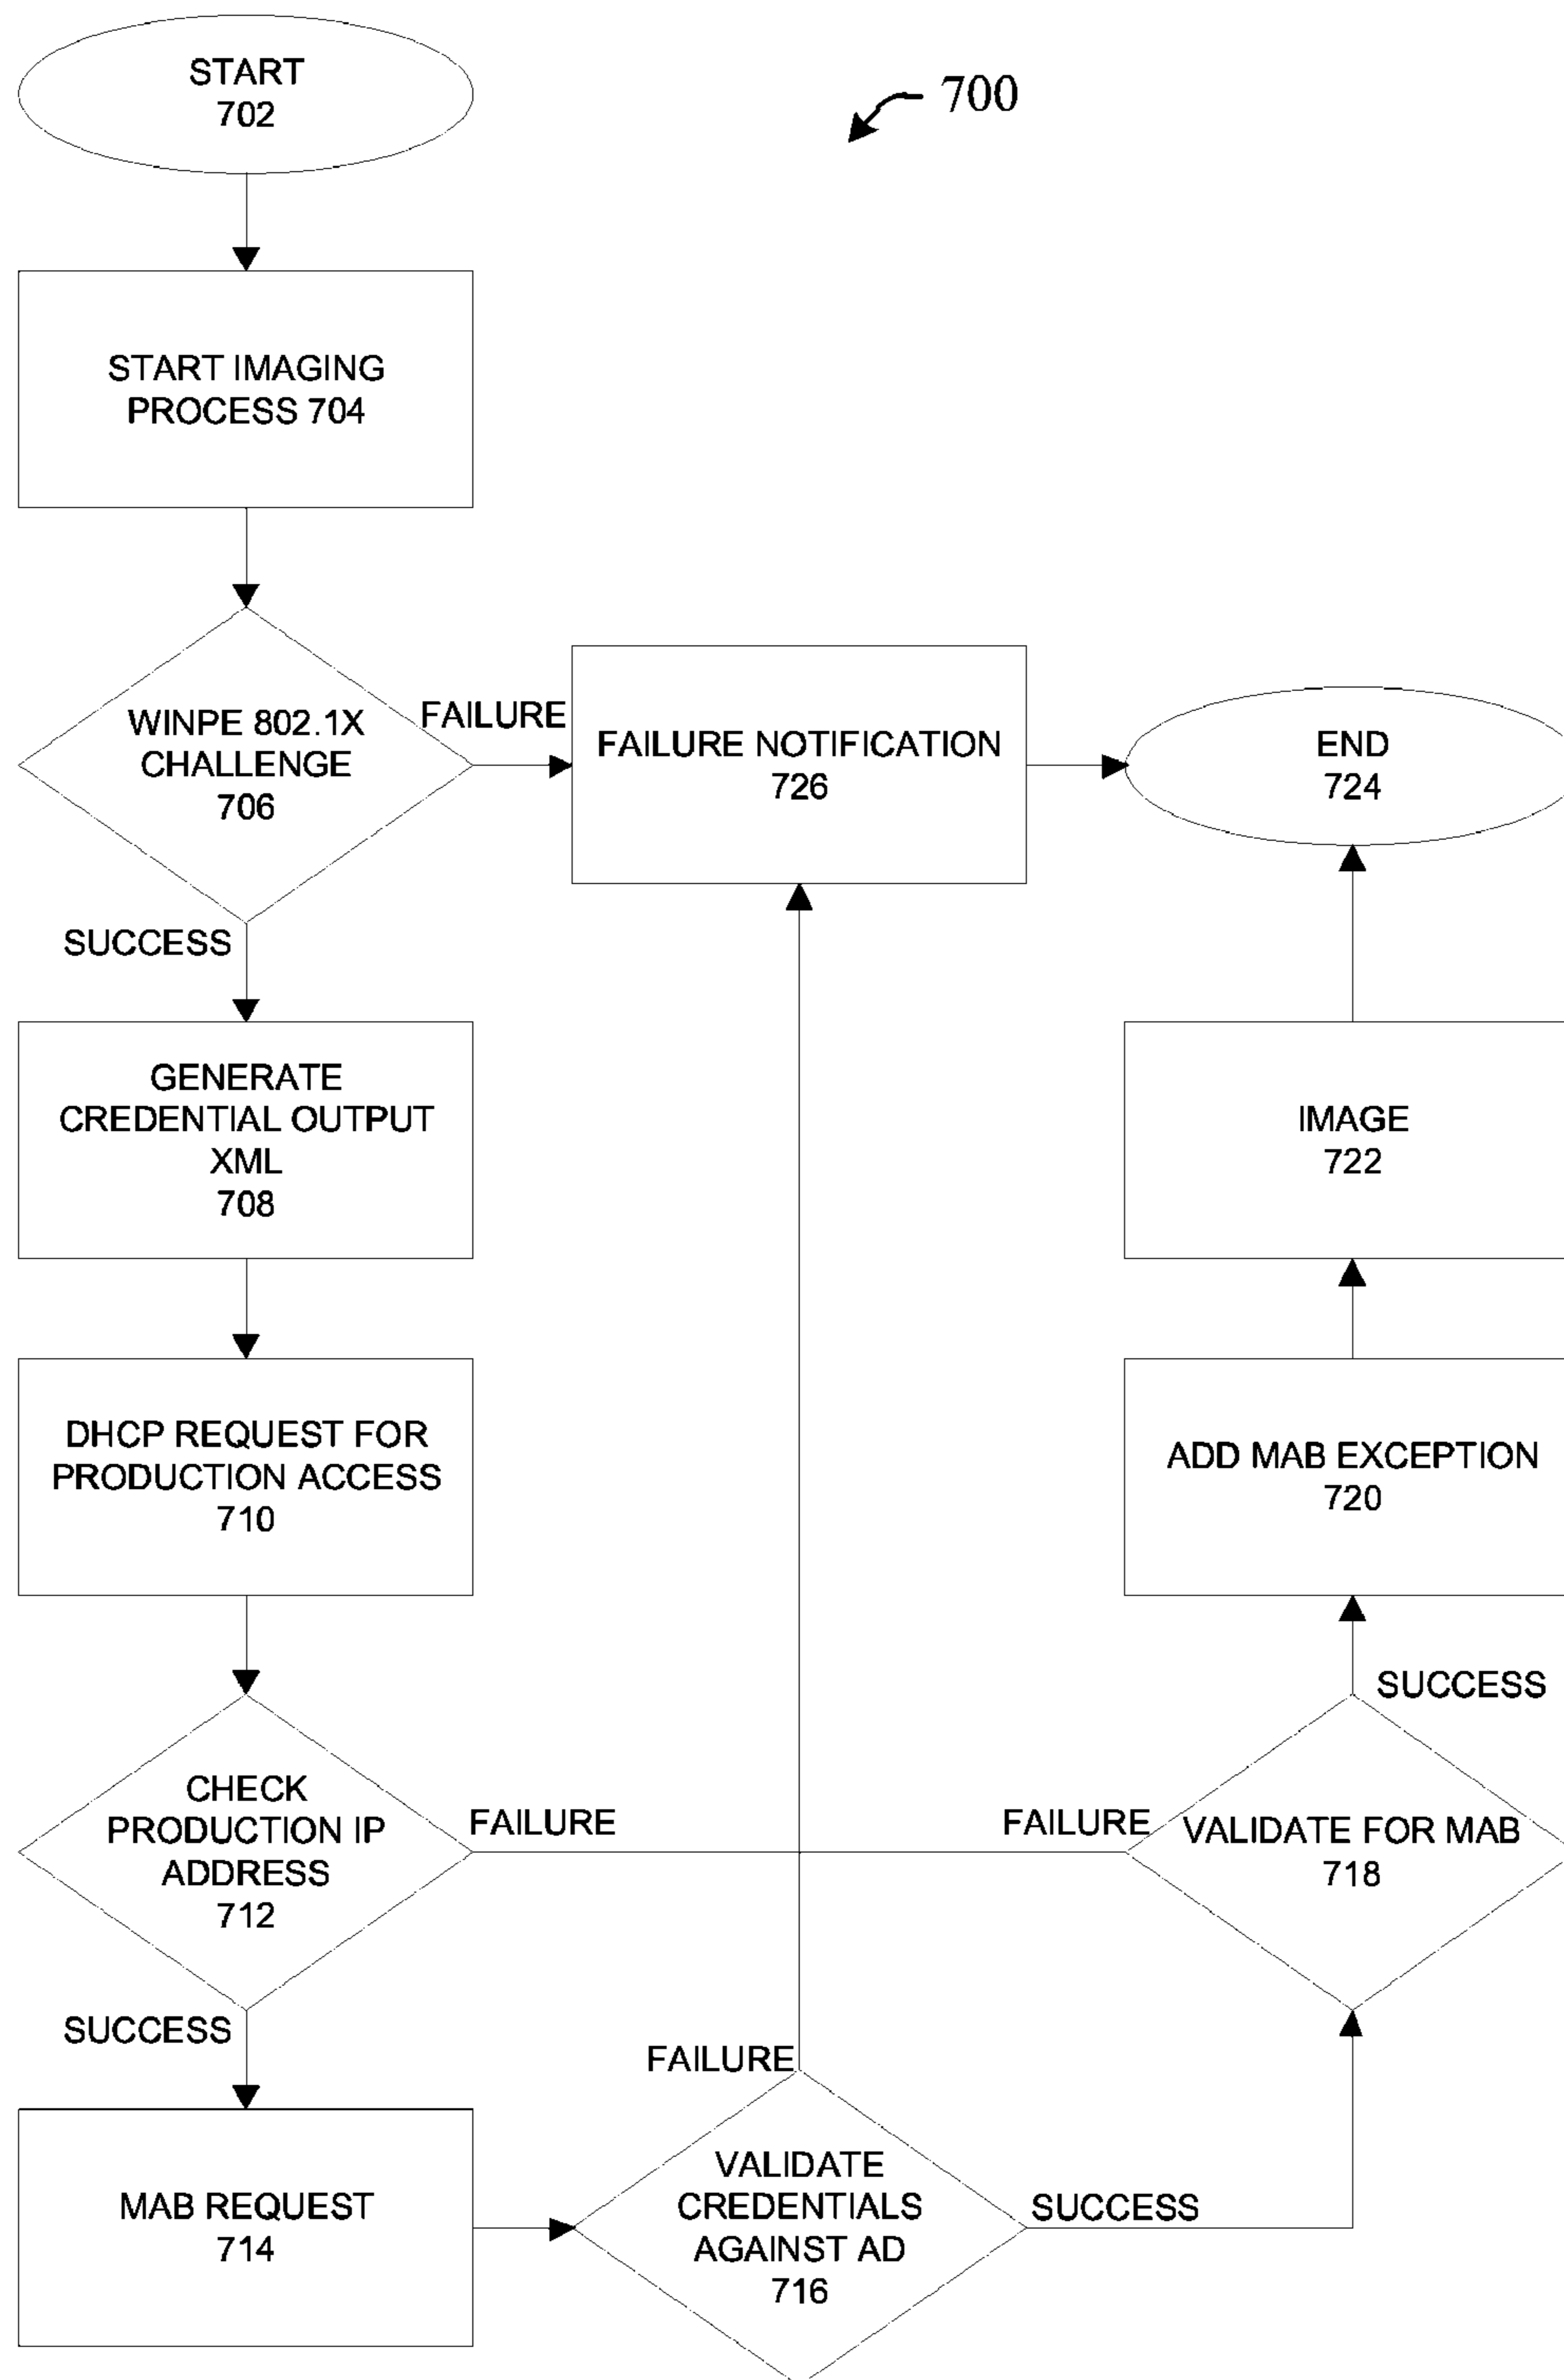 START
702
700
START IMAGING
PROCESS 704
WINPE 802.1X
CHALLENGE
706
FAILURE
FAILURE NOTIFICATION
726
END
724
SUCCESS
GENERATE
CREDENTIAL OUTPUT
XML
708
IMAGE
722
DHCP REQUEST FOR
PRODUCTION ACCESS
710
ADD MAB EXCEPTION
720
SUCCESS
CHECK
PRODUCTION IP
ADDRESS
712
FAILURE
FAILURE
VALIDATE FOR MAB
718
SUCCESS
FAILURE
MAB REQUEST
714
VALIDATE
CREDENTIALS
AGAINST AD
716
SUCCESS